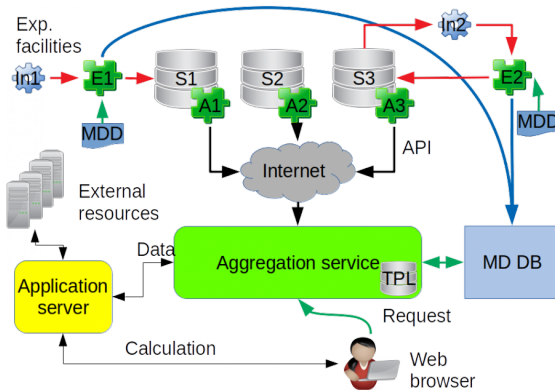 Exp.
facilities
In1
E1
MDD
S1
A1
S2
A2
S3
A3
In2
E2
MDD
API
Internet
External
resources
Data
Aggregation service
TPL
MD DB
Application
server
Request
Calculation
Web
browser